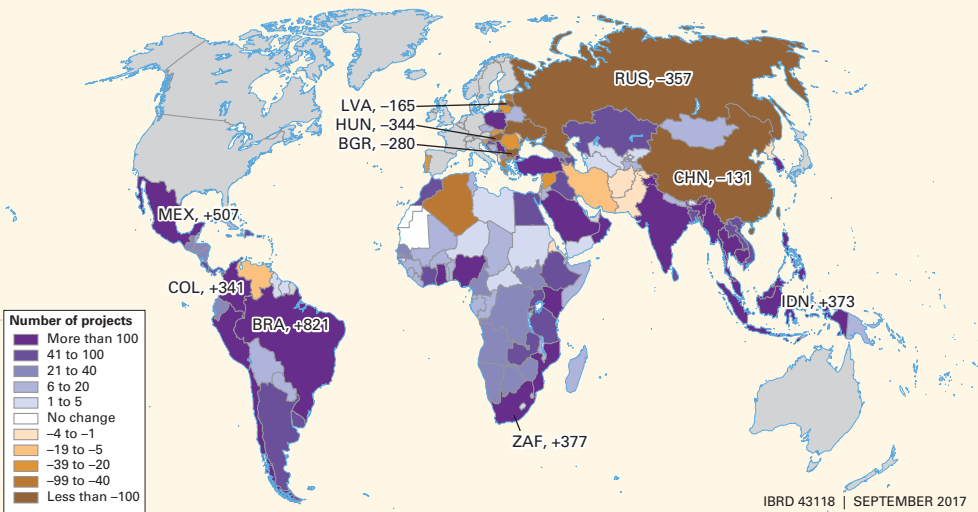 RUS, –357
LVA, –165
HUN, –344
BGR, –280
CHN, –131
MEX, +507
COL, +341
IDN, +373
BRA, +821
ZAF, +377
Number of projects
More than 100
41 to 100
21 to 40
6 to 20
1 to 5
No change
–4 to –1
–19 to –5
–39 to –20
–99 to –40
Less than –100
IBRD 43118 | SEPTEMBER 2017